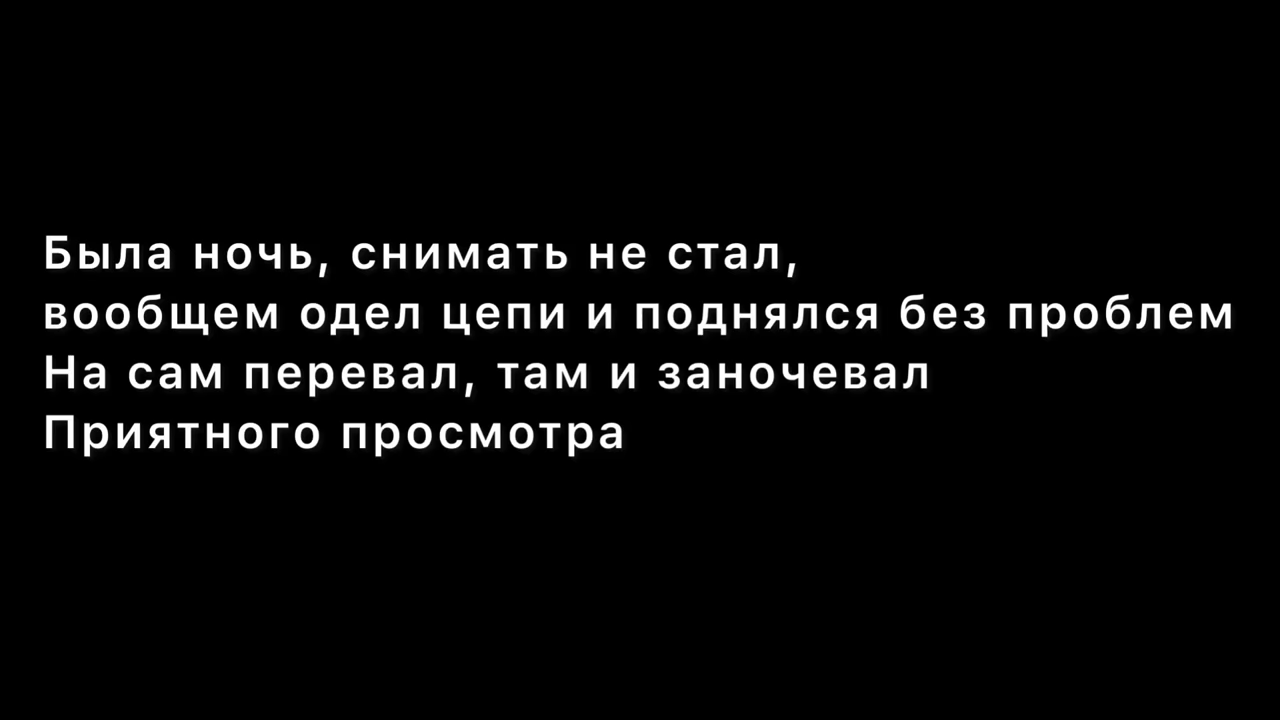 Была ночь, снимать не стал,
вообщем одел цепи и поднялся без проблем
На сам перевал, там и заночевал
Приятного просмотра